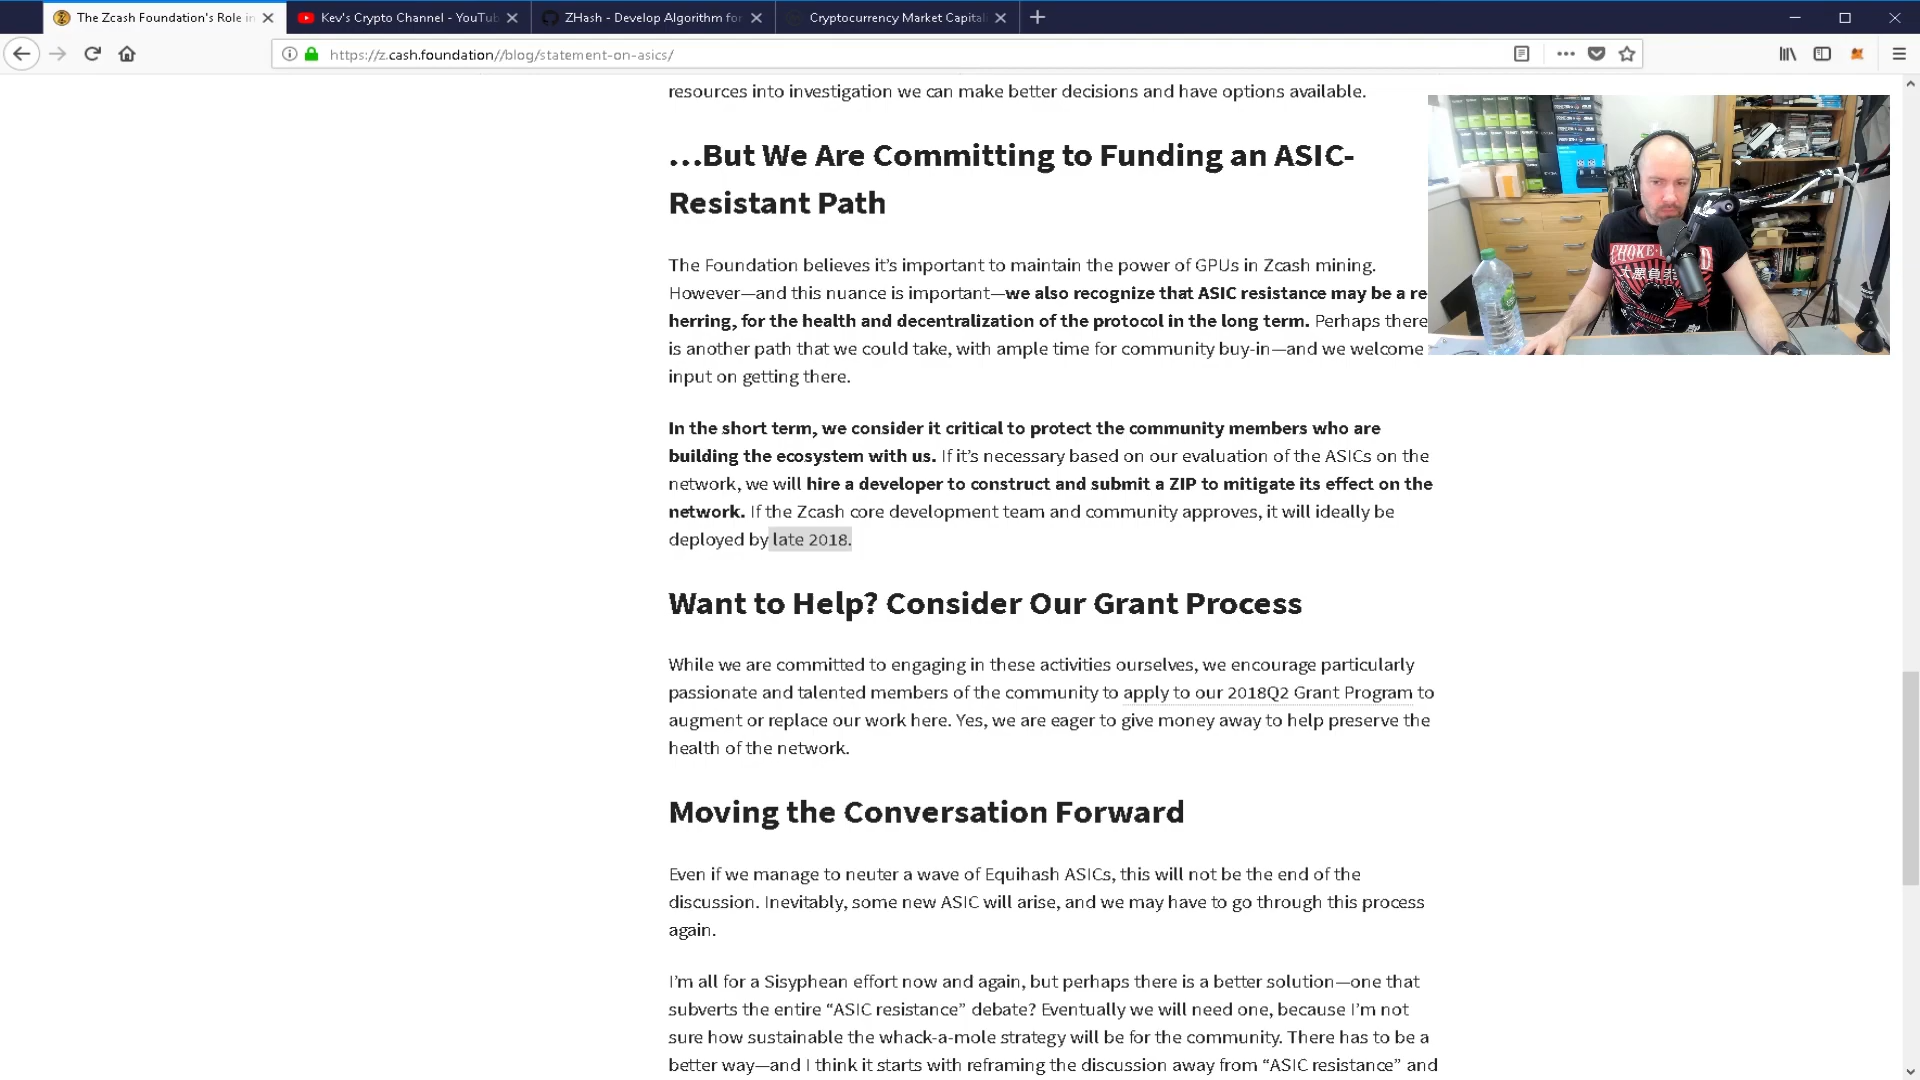 The Zcash Foundation's Role in
Kev's Crypto Channel - YouTub
ZHash - Develop Algorithm for
Cryptocurrency Market Capital
https://z.cash.foundation//blog/statement-on-asics/
resources into investigation we can make better decisions and have options available.
…But We Are Committing to Funding an ASIC-
Resistant Path
The Foundation believes it’s important to maintain the power of GPUs in Zcash mining.
However—and this nuance is important—we also recognize that ASIC resistance may be a re
herring, for the health and decentralization of the protocol in the long term. Perhaps there
is another path that we could take, with ample time for community buy-in—and we welcome
input on getting there.
In the short term, we consider it critical to protect the community members who are
building the ecosystem with us. If it’s necessary based on our evaluation of the ASICs on the
network, we will hire a developer to construct and submit a ZIP to mitigate its effect on the
network. If the Zcash core development team and community approves, it will ideally be
deployed by late 2018.
Want to Help? Consider Our Grant Process
While we are committed to engaging in these activities ourselves, we encourage particularly
passionate and talented members of the community to apply to our 2018Q2 Grant Program to
augment or replace our work here. Yes, we are eager to give money away to help preserve the
health of the network.
Moving the Conversation Forward
Even if we manage to neuter a wave of Equihash ASICs, this will not be the end of the
discussion. Inevitably, some new ASIC will arise, and we may have to go through this process
again.
I’m all for a Sisyphean effort now and again, but perhaps there is a better solution—one that
subverts the entire “ASIC resistance” debate? Eventually we will need one, because I’m not
sure how sustainable the whack-a-mole strategy will be for the community. There has to be a
better way—and I think it starts with reframing the discussion away from “ASIC resistance” and